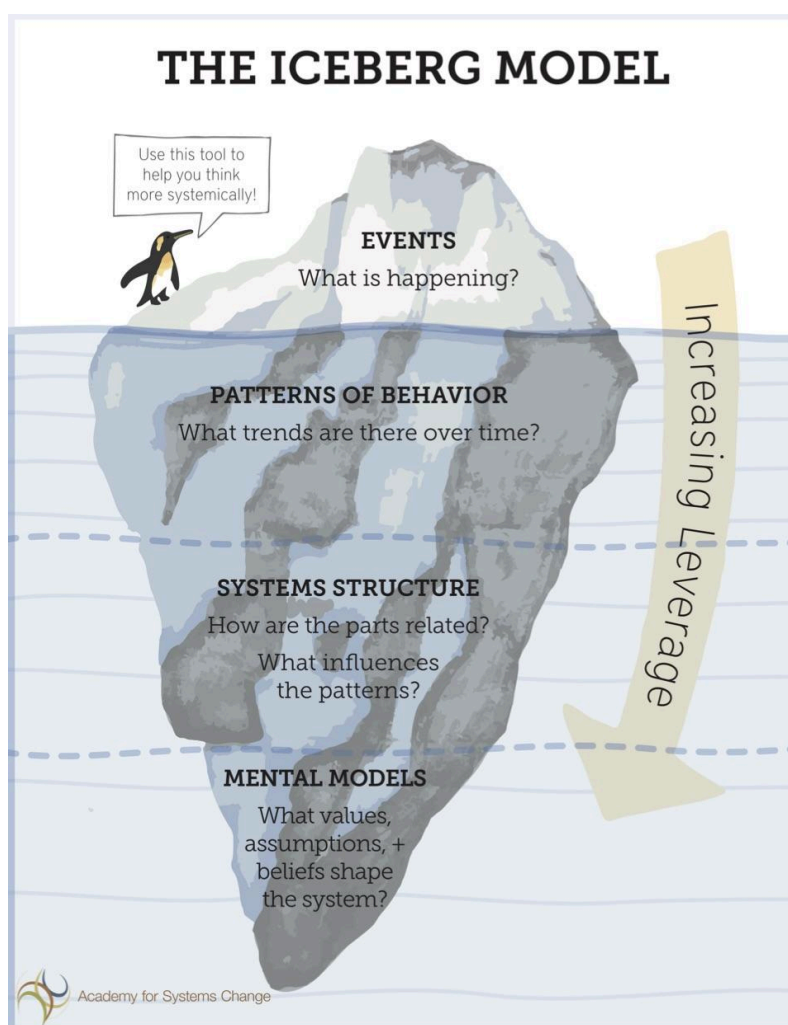 THE ICEBERG MODEL
Use this tool to
help you think
more systemically!
EVENTS
What is happening?
PATTERNS OF BEHAVIOR
What trends are there over time?
SYSTEMS STRUCTURE
How are the parts related?
What influences
the patterns?
MENTAL MODELS
What values,
assumptions, +
beliefs shape
the system?
Increasing Leverage
Academy for Systems Change